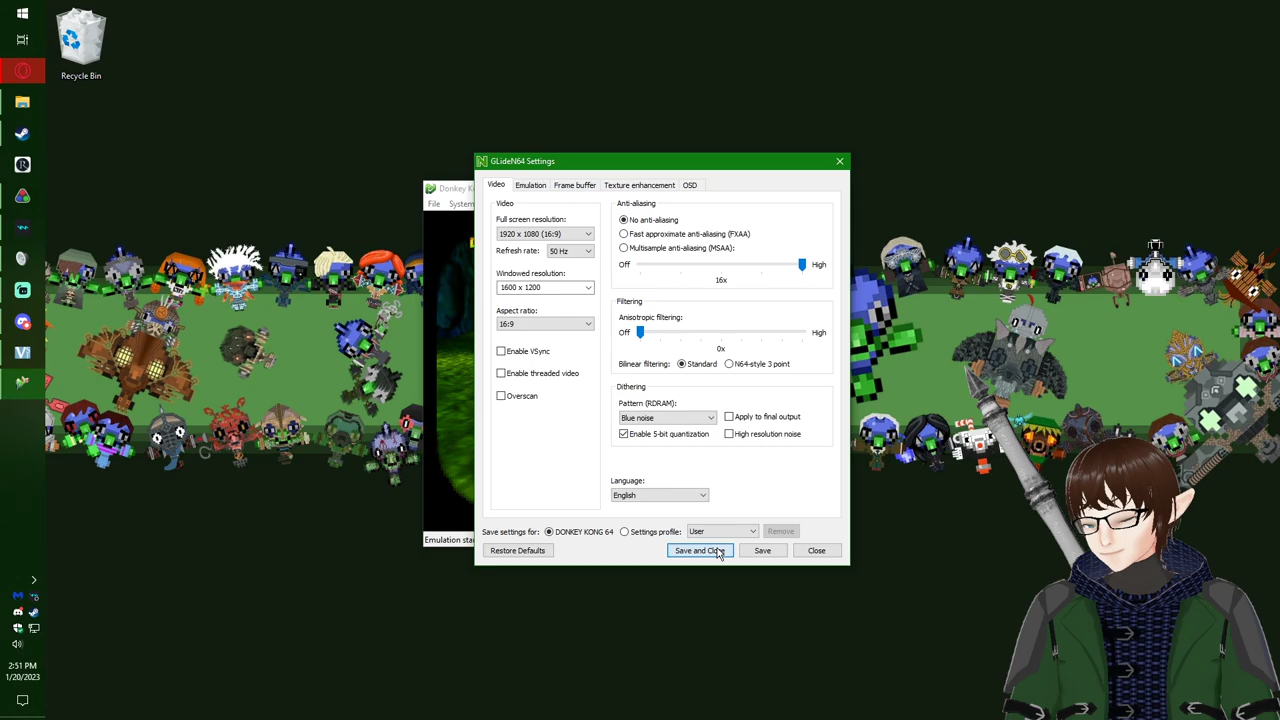 Recycle Bin
GLideN64 Settings
Donkey K
File System
Video Emulation Frame buffer Texture enhancement OSD
Video
Full screen resolution:
1920 x 1080 (16:9)
Refresh rate: 50 Hz
Windowed resolution:
1600 x 1200
Aspect ratio:
16:9
Enable VSync
Enable threaded video
Overscan
Anti-aliasing
No anti-aliasing
Fast approximate anti-aliasing (FXAA)
Multisample anti-aliasing (MSAA):
Off High
16x
Filtering
Anisotropic filtering:
Off High
0x
Bilinear filtering: Standard N64-style 3 point
Dithering
Pattern (RDRAM):
Blue noise Apply to final output
Enable 5-bit quantization High resolution noise
Language:
English
Save settings for: DONKEY KONG 64 Settings profile: User Remove
Emulation star
Restore Defaults Save and Close Save Close
2:51 PM
1/20/2023